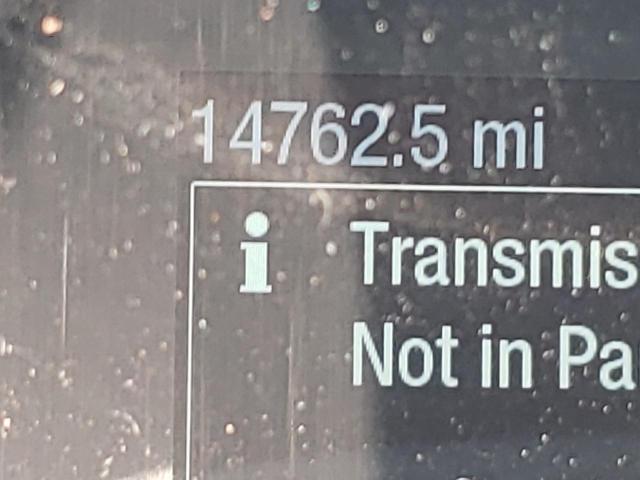 14762.5 mi
i Transmis
Not in Pa